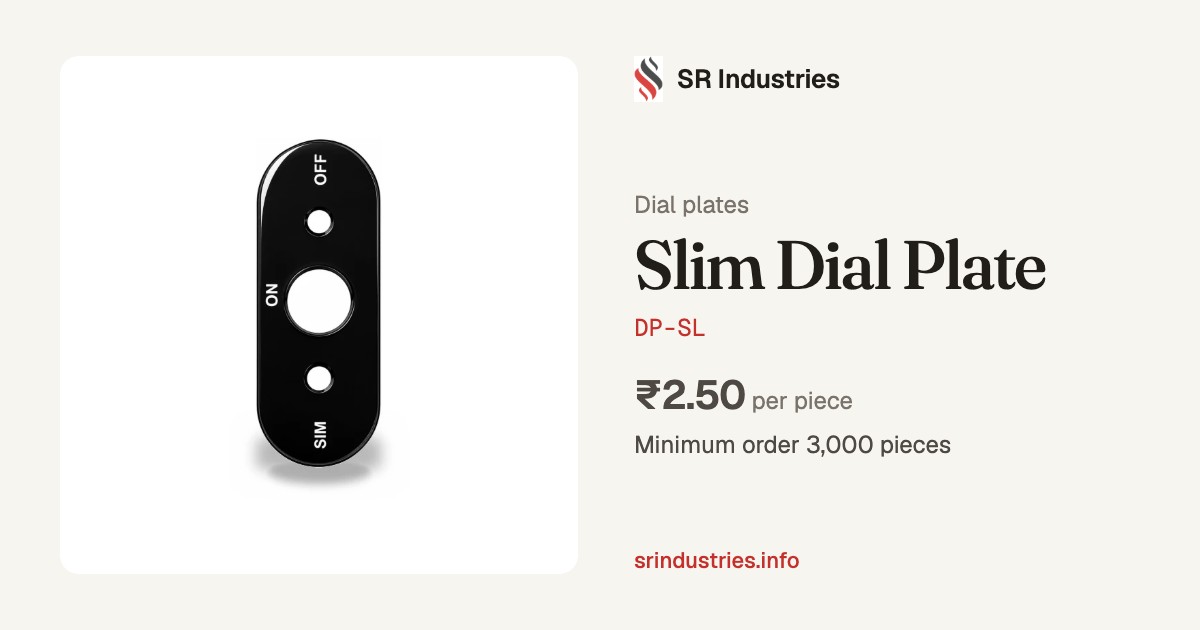 OFF
ON
SIM
SR Industries
Dial plates
Slim Dial Plate
DP-SL
₹2.50 per piece
Minimum order 3,000 pieces
srindustries.info